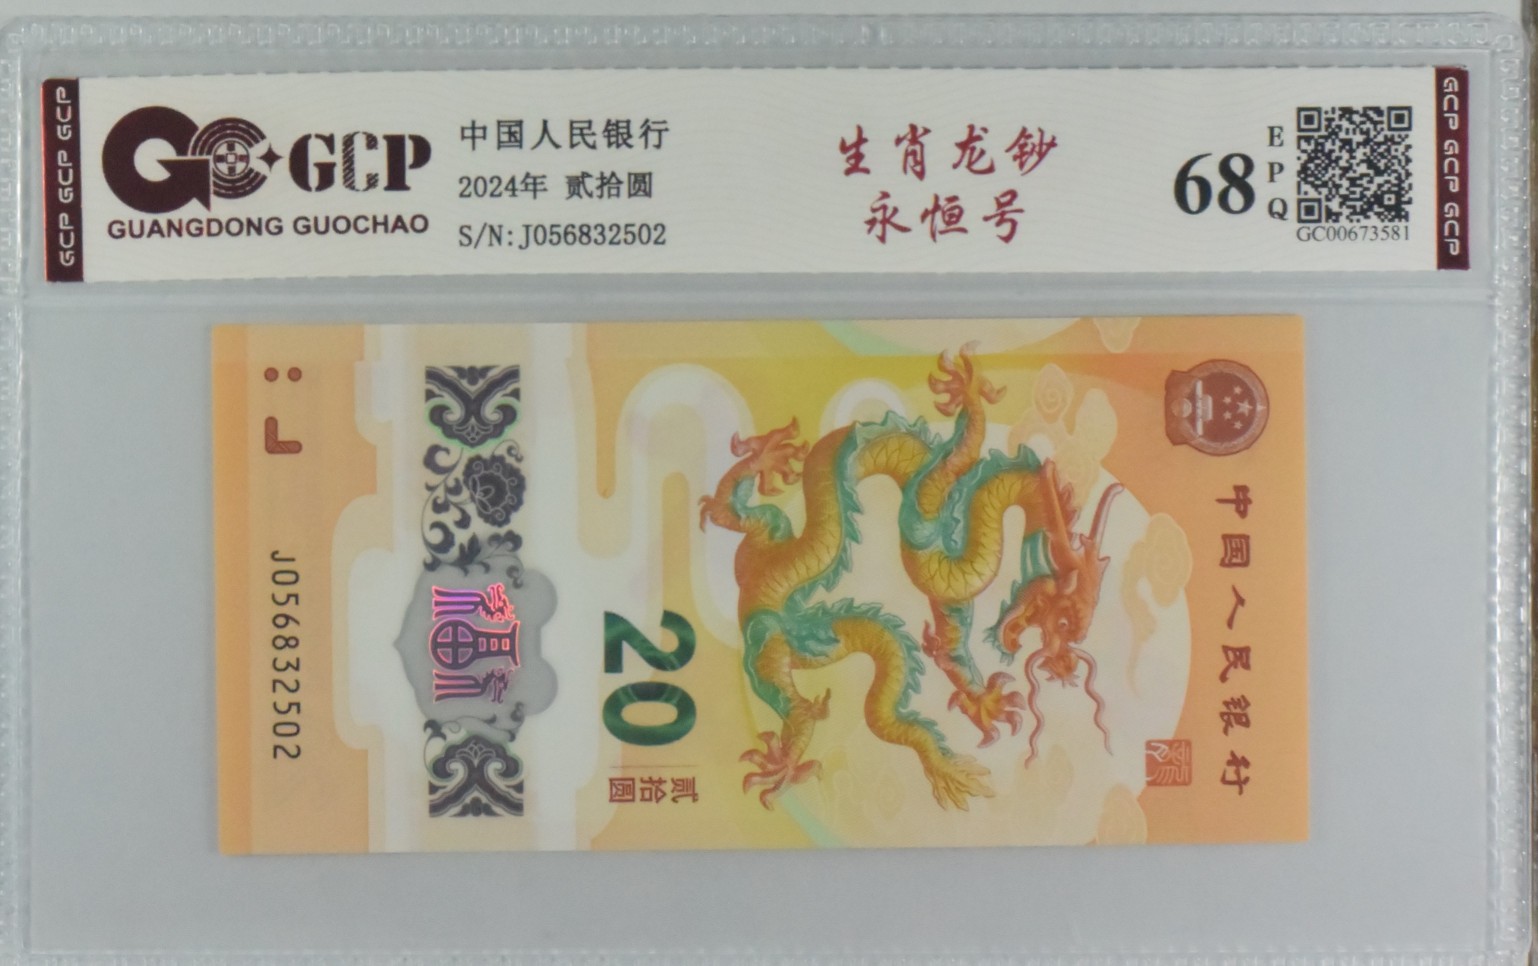 GCP GCP GCP
GCP
GUANGDONG GUOCHAO
中国人民银行
2024年 贰拾圆
S/N:J056832502
生肖龙钞
永恒号
68
EPQ
GC00673581
GCP GCP GCP
中国人民银行
20
贰拾圆
J056832502
J